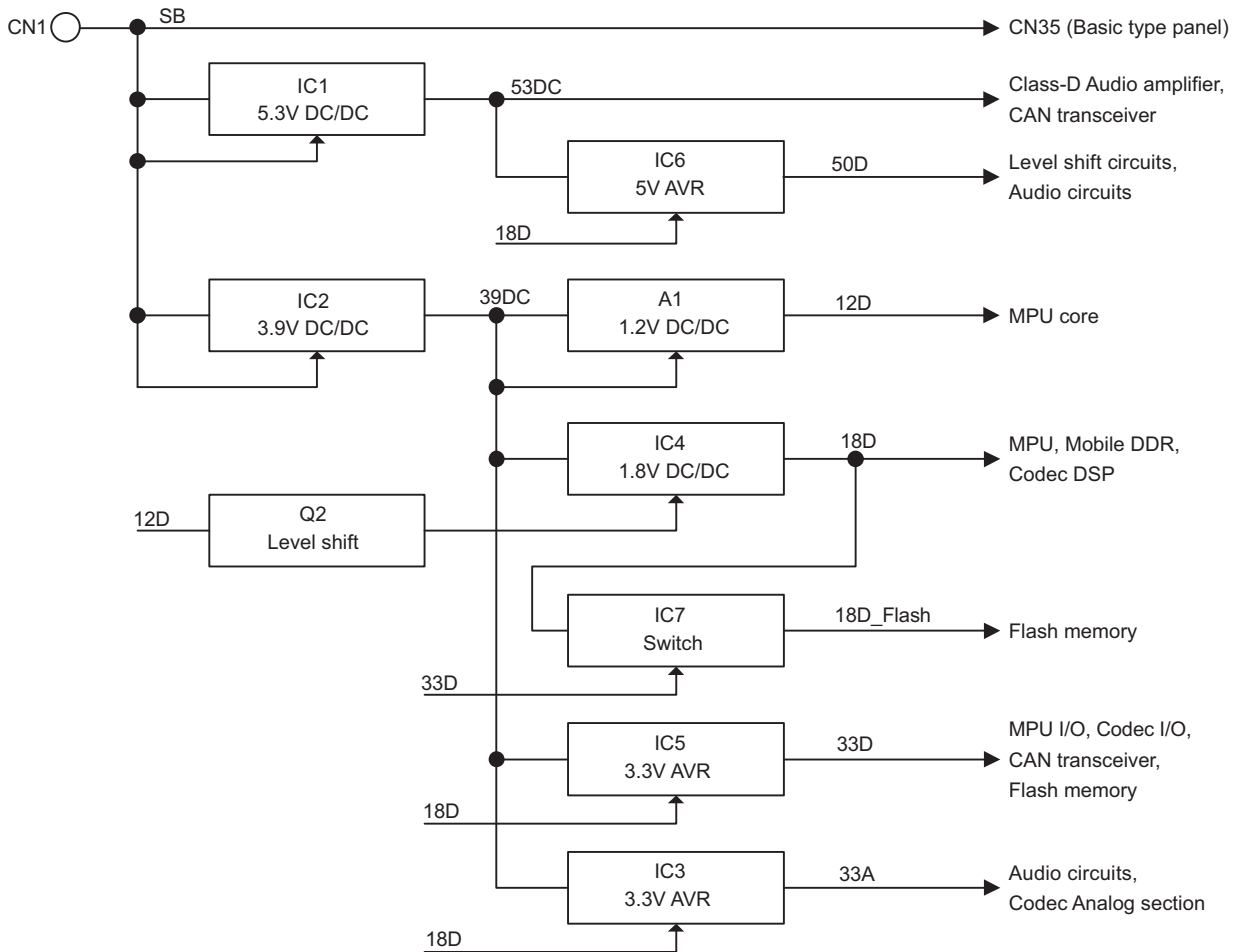 CN1
SB
CN35 (Basic type panel)
IC1
5.3V DC/DC
53DC
Class-D Audio amplifier,
CAN transceiver
IC6
5V AVR
50D
Level shift circuits,
Audio circuits
18D
IC2
3.9V DC/DC
39DC
A1
1.2V DC/DC
12D
MPU core
IC4
1.8V DC/DC
18D
MPU, Mobile DDR,
Codec DSP
12D
Q2
Level shift
IC7
Switch
18D_Flash
Flash memory
33D
IC5
3.3V AVR
33D
MPU I/O, Codec I/O,
CAN transceiver,
Flash memory
18D
IC3
3.3V AVR
33A
Audio circuits,
Codec Analog section
18D